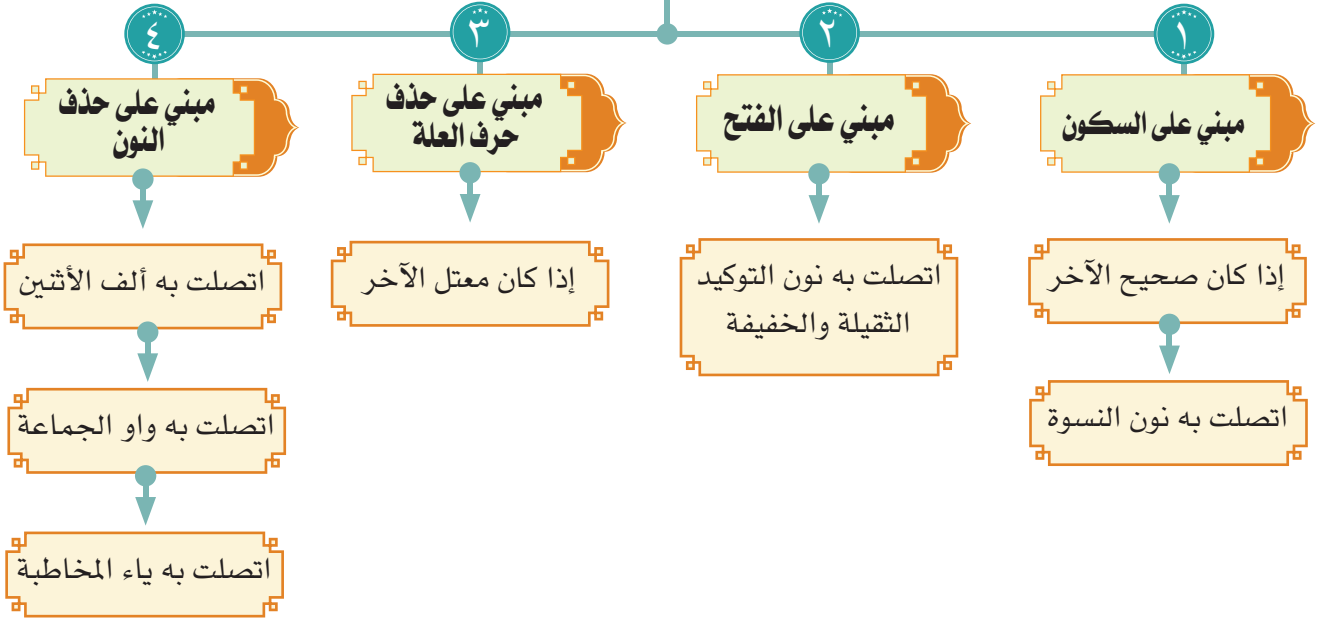 ١
مبني على السكون
إذا كان صحيح الآخر
اتصلت به نون النسوة
٢
مبني على الفتح
اتصلت به نون التوكيد
الثقيلة والخفيفة
٣
مبني على حذف
حرف العلة
إذا كان معتل الآخر
٤
مبني على حذف
النون
اتصلت به ألف الأثنين
اتصلت به واو الجماعة
اتصلت به ياء المخاطبة